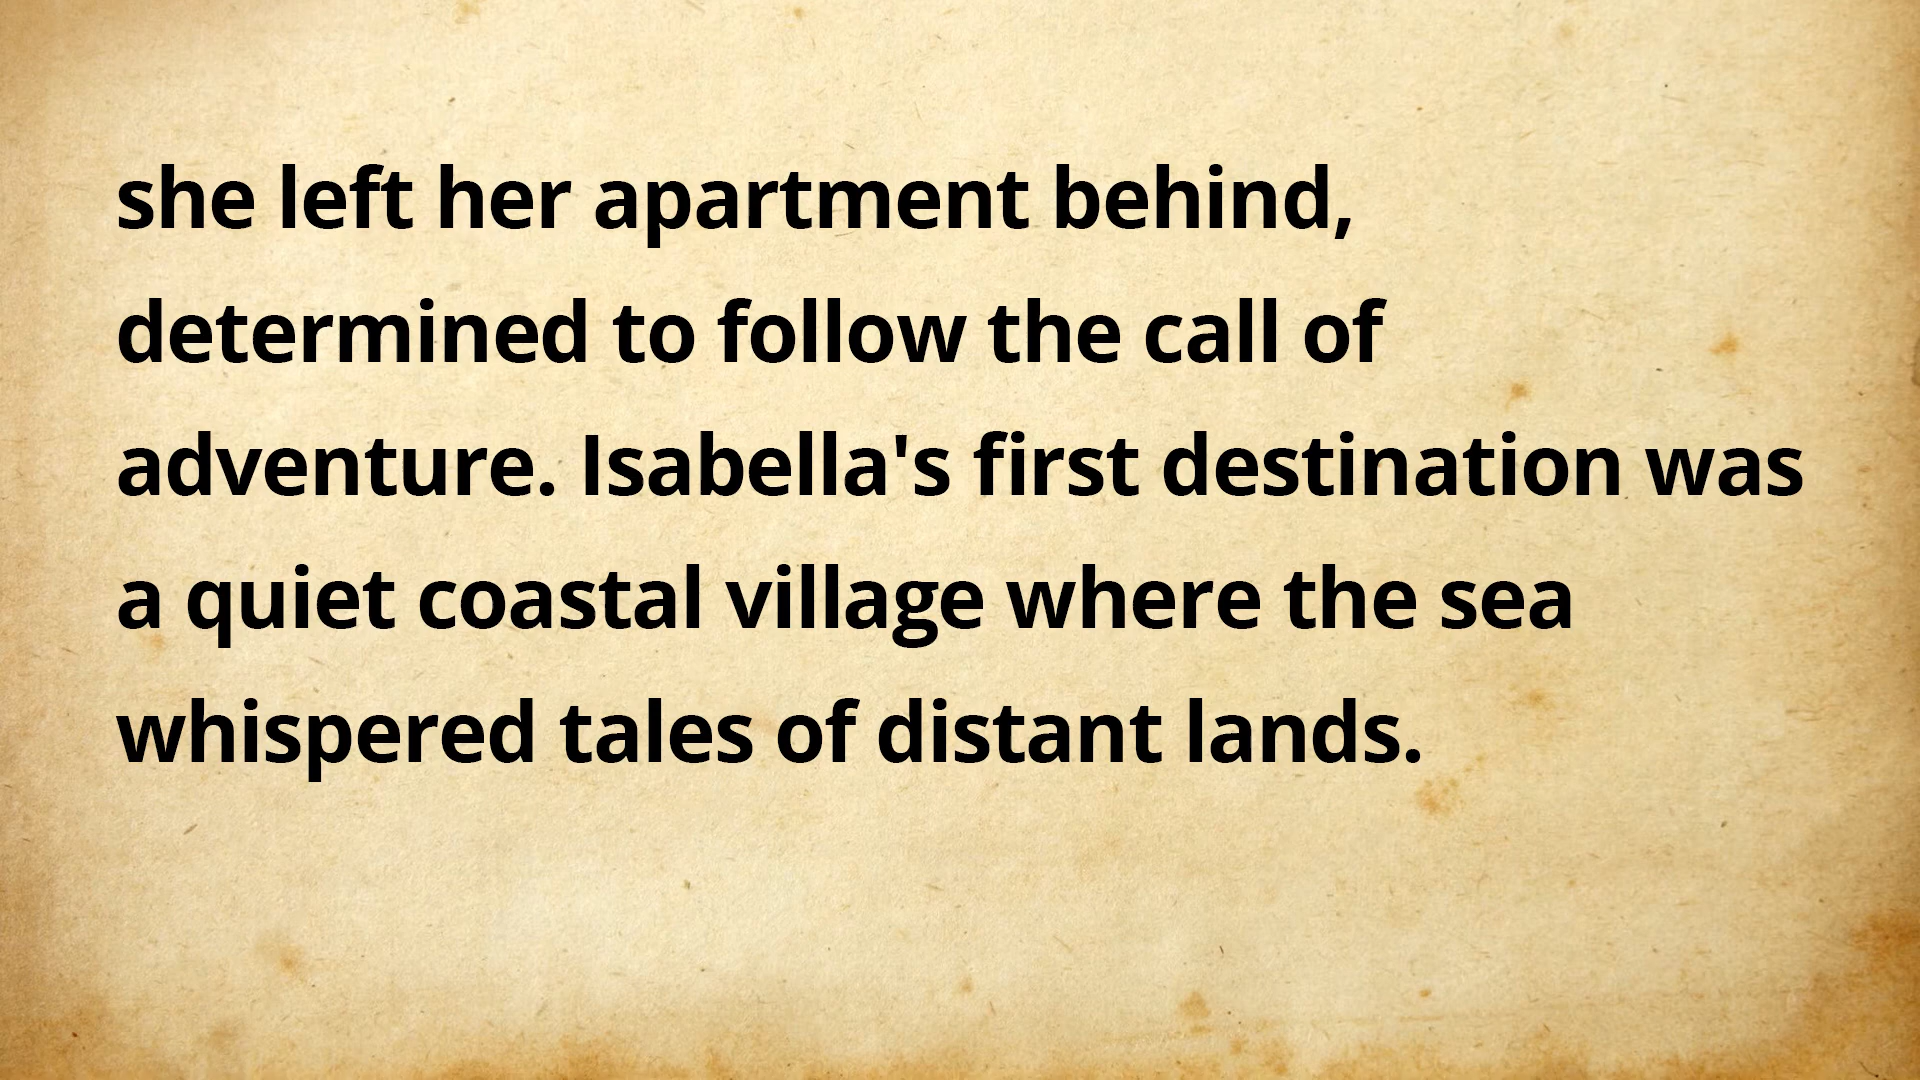 she left her apartment behind,
determined to follow the call of
adventure. Isabella's first destination was
a quiet coastal village where the sea
whispered tales of distant lands.